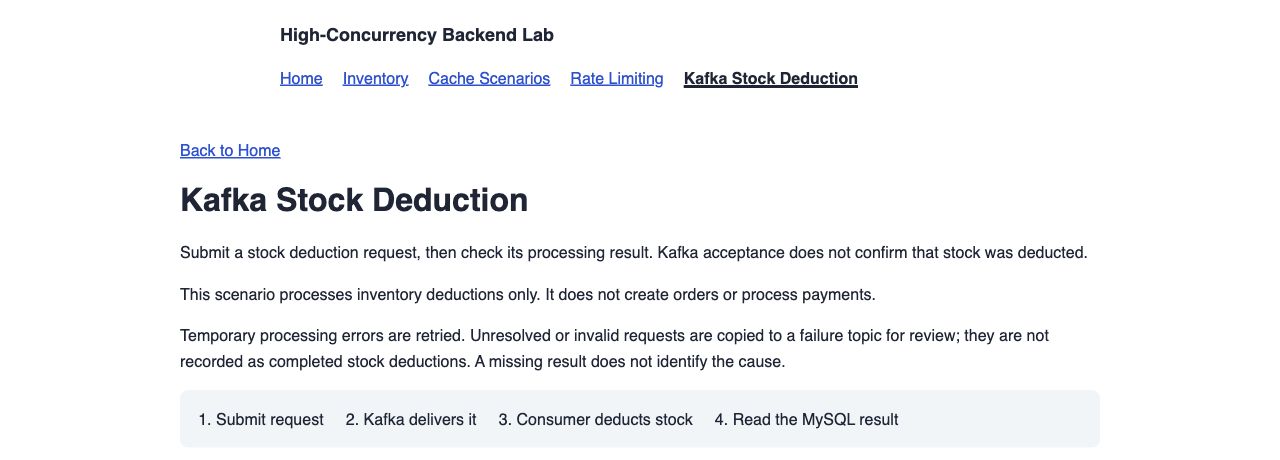 High-Concurrency Backend Lab
Home Inventory Cache Scenarios Rate Limiting Kafka Stock Deduction
Back to Home
Kafka Stock Deduction
Submit a stock deduction request, then check its processing result. Kafka acceptance does not confirm that stock was deducted.
This scenario processes inventory deductions only. It does not create orders or process payments.
Temporary processing errors are retried. Unresolved or invalid requests are copied to a failure topic for review; they are not
recorded as completed stock deductions. A missing result does not identify the cause.
1. Submit request 2. Kafka delivers it 3. Consumer deducts stock 4. Read the MySQL result